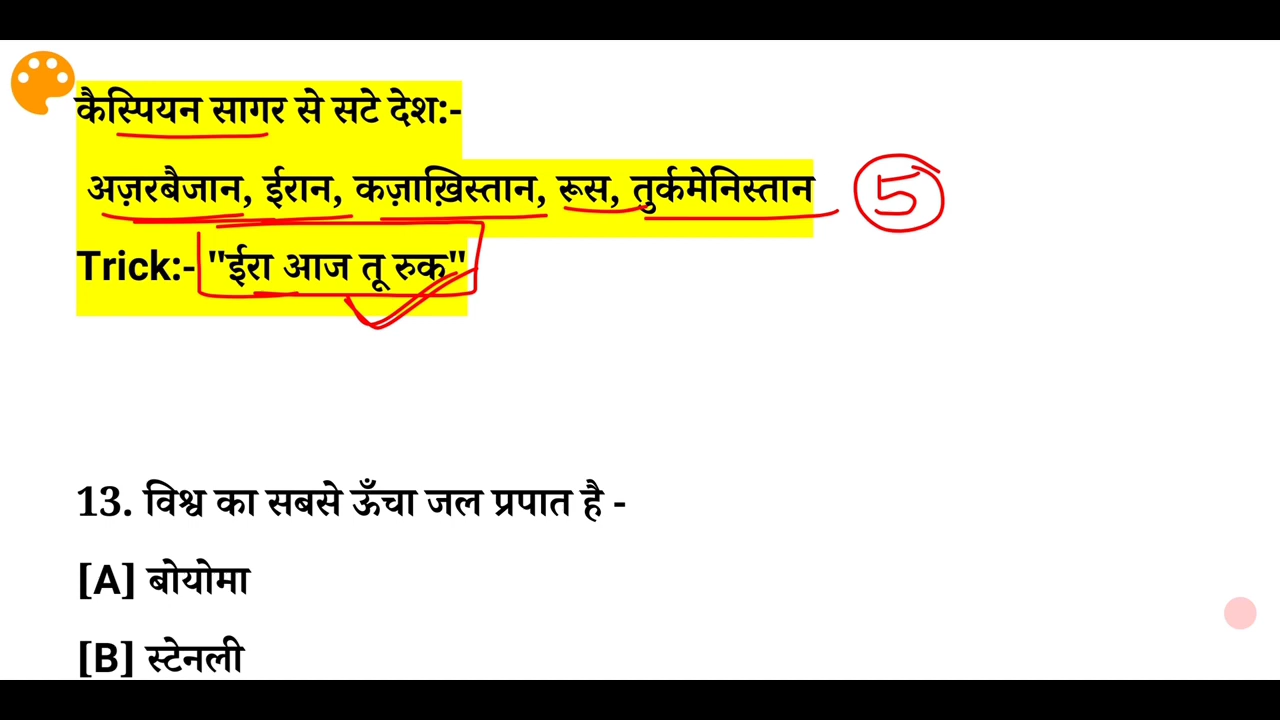 कैस्पियन सागर से सटे देश:-
अज़रबैजान, ईरान, कज़ाख़िस्तान, रूस, तुर्कमेनिस्तान 5
Trick:- "ईरा आज तू रुक"
13. विश्व का सबसे ऊँचा जल प्रपात है -
[A] बोयोमा
[B] स्टेनली